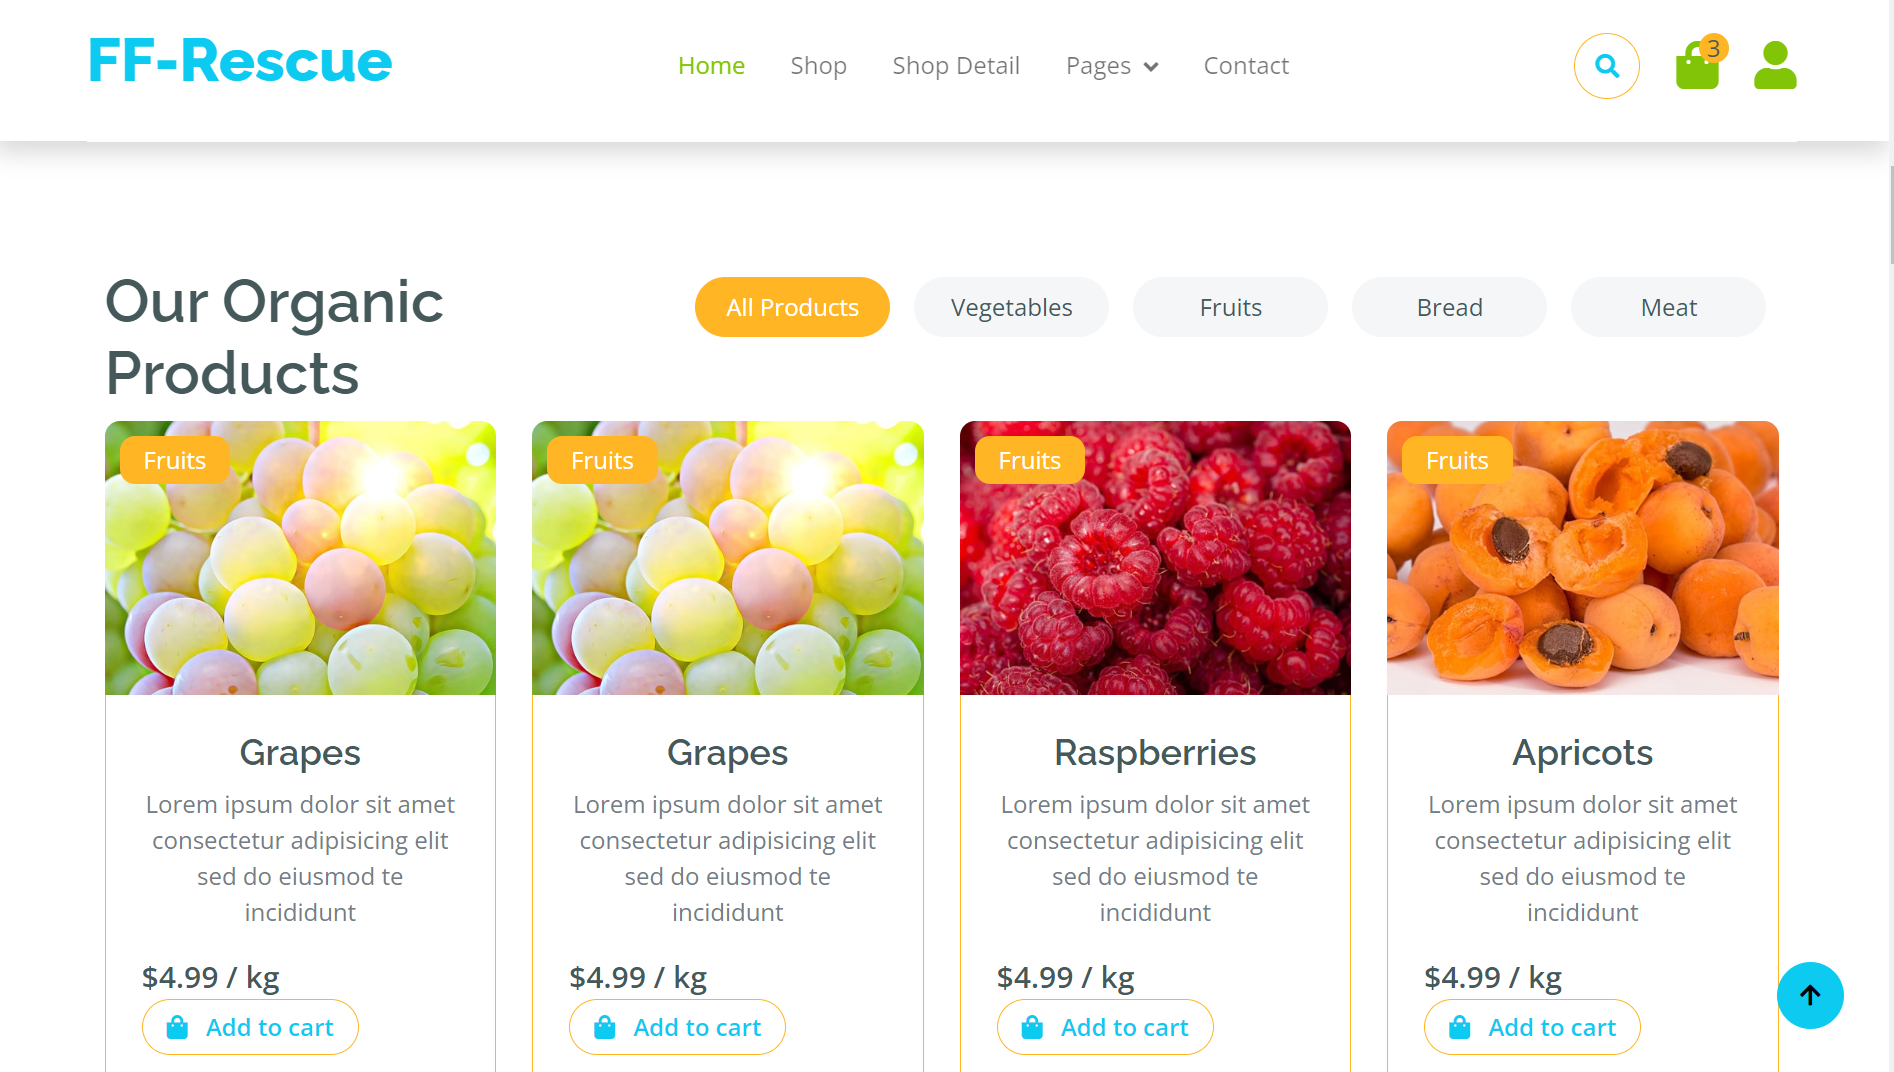 FF-Rescue
Home
Shop
Shop Detail
Pages
Contact
3
Our Organic
Products
All Products
Vegetables
Fruits
Bread
Meat
Fruits
Grapes
Lorem ipsum dolor sit amet
consectetur adipisicing elit
sed do eiusmod te
incididunt
$4.99 / kg
Add to cart
Fruits
Grapes
Lorem ipsum dolor sit amet
consectetur adipisicing elit
sed do eiusmod te
incididunt
$4.99 / kg
Add to cart
Fruits
Raspberries
Lorem ipsum dolor sit amet
consectetur adipisicing elit
sed do eiusmod te
incididunt
$4.99 / kg
Add to cart
Fruits
Apricots
Lorem ipsum dolor sit amet
consectetur adipisicing elit
sed do eiusmod te
incididunt
$4.99 / kg
Add to cart